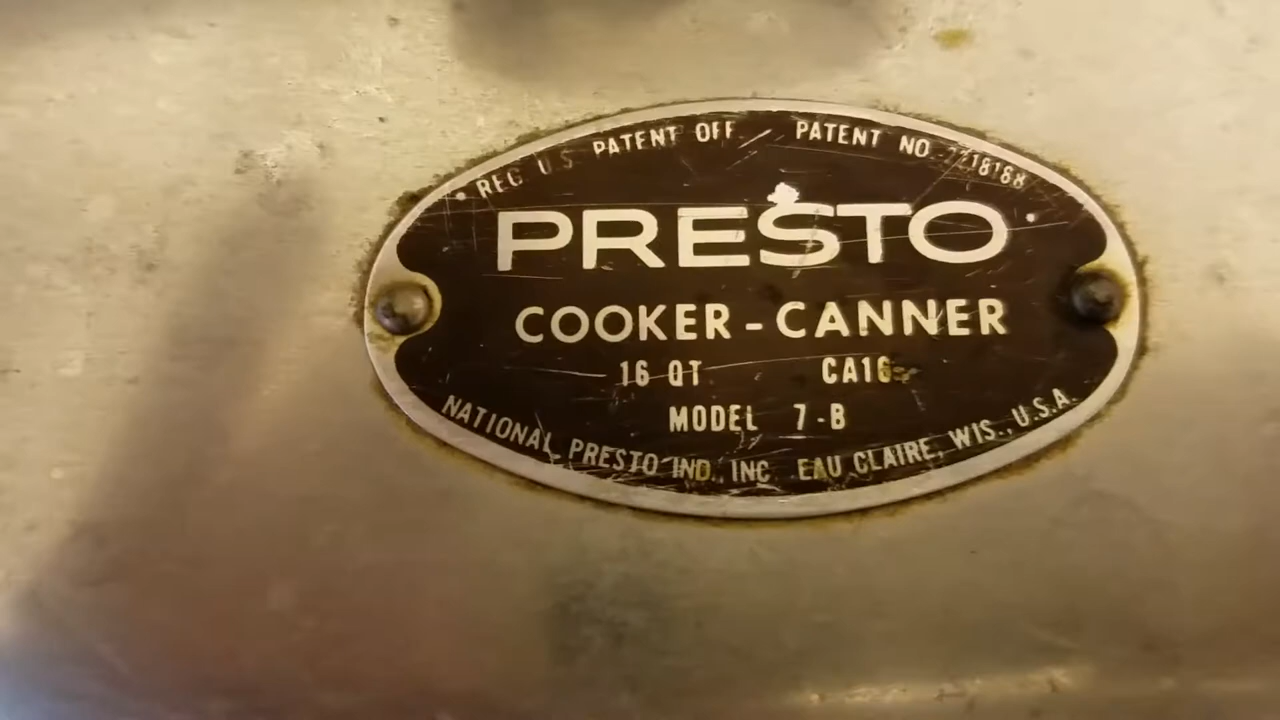 REG U.S. PATENT OFF. PATENT NO.
PRESTO
COOKER-CANNER
16 QT CA16
MODEL 7-B
NATIONAL PRESTO IND., INC. EAU CLAIRE, WIS., U.S.A.